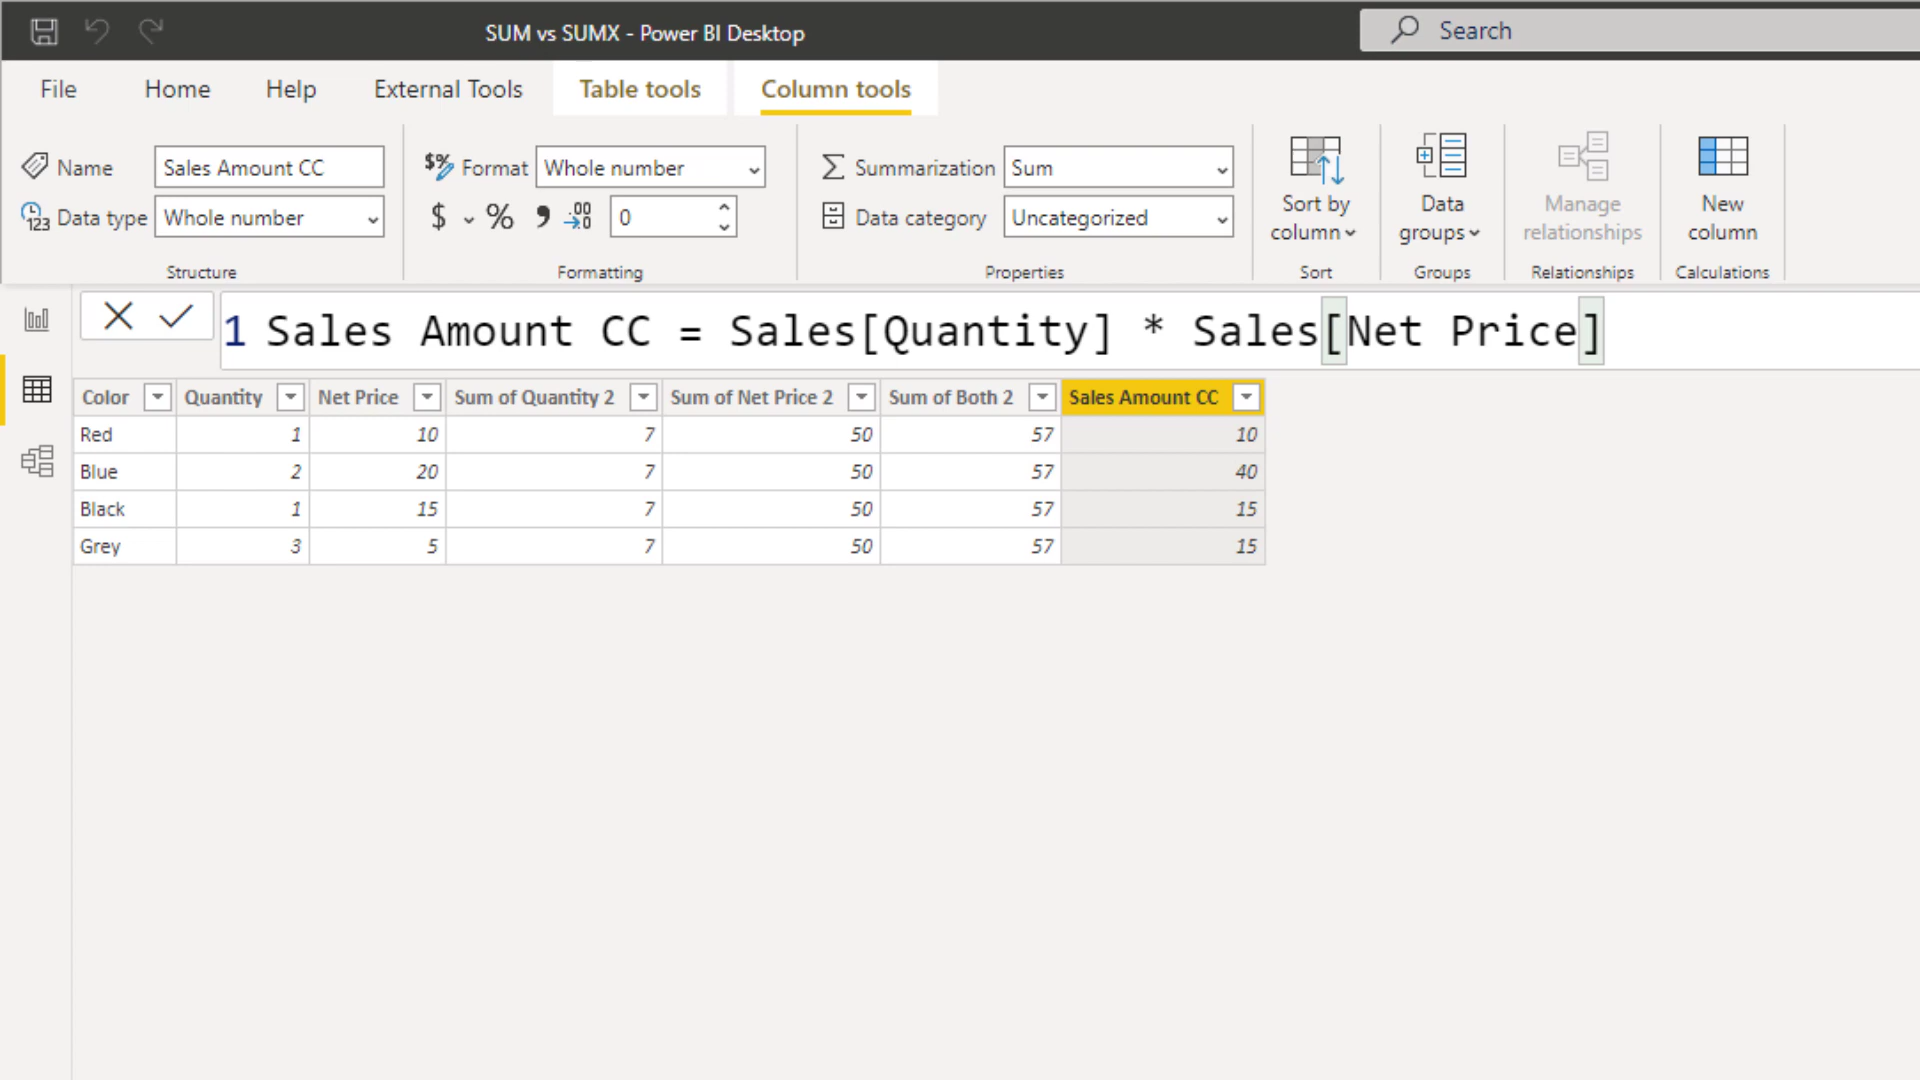 SUM vs SUMX - Power BI Desktop
Search
File Home Help External Tools Table tools Column tools
Name Sales Amount CC $% Format Whole number Summarization Sum
123 Data type Whole number $ % , .00 0 0 Data category Uncategorized
Sort by column
Data groups
Manage relationships
New column
Structure Formatting Properties Sort Groups Relationships Calculations
1 Sales Amount CC = Sales[Quantity] * Sales[Net Price]
Color Quantity Net Price Sum of Quantity 2 Sum of Net Price 2 Sum of Both 2 Sales Amount CC
Red 1 10 7 50 57 10
Blue 2 20 7 50 57 40
Black 1 15 7 50 57 15
Grey 3 5 7 50 57 15